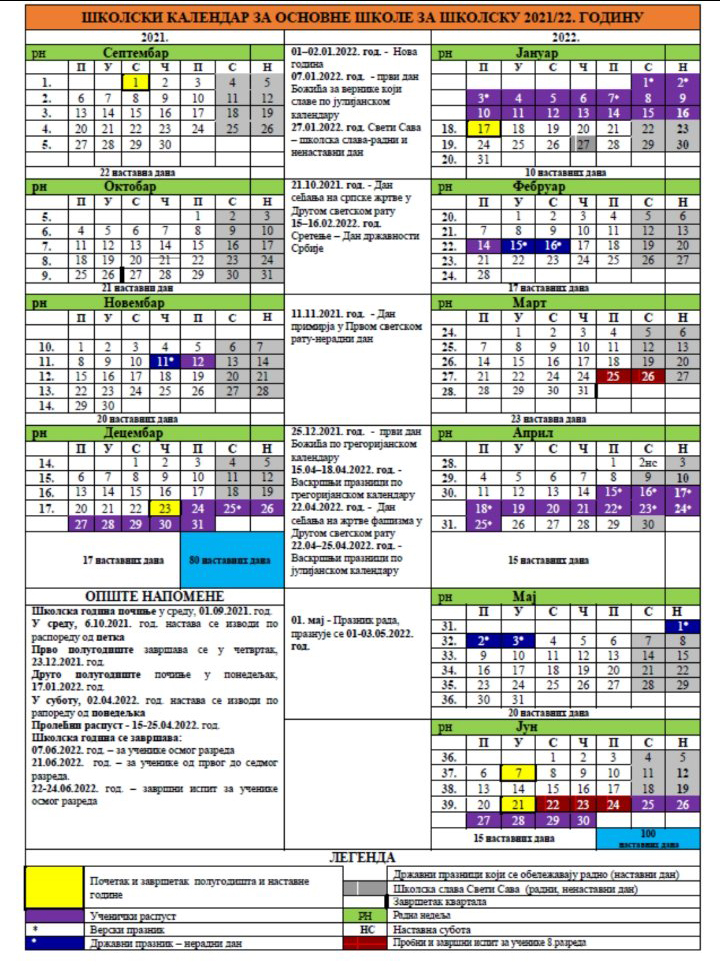 ШКОЛСКИ КАЛЕНДАР ЗА ОСНОВНЕ ШКОЛЕ ЗА ШКОЛСКУ 2021/22. ГОДИНУ
2021.
рн Септембар
П У С Ч П С Н
1. 1 2 3 4 5
2. 6 7 8 9 10 11 12
3. 13 14 15 16 17 18 19
4. 20 21 22 23 24 25 26
5. 27 28 29 30
22 наставна дана
рн Октобар
П У С Ч П С Н
5. 1 2 3
6. 4 5 6 7 8 9 10
7. 11 12 13 14 15 16 17
8. 18 19 20 21 22 23 24
9. 25 26 27 28 29 30 31
21 наставни дан
рн Новембар
П У С Ч П С Н
10. 1 2 3 4 5 6 7
11. 8 9 10 11* 12 13 14
12. 15 16 17 18 19 20 21
13. 22 23 24 25 26 27 28
14. 29 30
20 наставних дана
рн Децембар
П У С Ч П С Н
14. 1 2 3 4 5
15. 6 7 8 9 10 11 12
16. 13 14 15 16 17 18 19
17. 20 21 22 23 24 25* 26
27 28 29 30 31
17 наставних дана 80 наставних дана
ОПШТЕ НАПОМЕНЕ
Школска година почиње у среду, 01.09.2021. год.
У среду, 6.10.2021. год. настава се изводи по
распореду од петка
Прво полугодиште завршава се у четвртак,
23.12.2021. год.
Друго полугодиште почиње у понедељак,
17.01.2022. год.
У суботу, 02.04.2022. год. настава се изводи по
рапореду од понедељка
Пролећни распуст - 15-25.04.2022. год.
Школска година се завршава:
07.06.2022. год. – за ученике осмог разреда
21.06.2022. год. – за ученике од првог до седмог
разреда.
22-24.06.2022. год. – завршни испит за ученике
осмог разреда
01–02.01.2022. год. - Нова
година
07.01.2022. год. - први дан
Божића за вернике који
славе по јулијанском
календару
27.01.2022. год. Свети Сава
– школска слава-радни и
ненаставни дан
21.10.2021. год. - Дан
сећања на српске жртве у
Другом светском рату
15–16.02.2022. год.
Сретење – Дан државности
Србије
11.11.2021. год. - Дан
примирја у Првом светском
рату-нерадни дан
25.12.2021. год. - први дан
Божића по грегоријанском
календару
15.04–18.04.2022. год. -
Васкршњи празници по
грегоријанском календару
22.04.2022. год. - Дан
сећања на жртве фашизма у
Другом светском рату
22.04–25.04.2022. год. -
Васкршњи празници по
јулијанском календару
01. мај - Празник рада,
празнује се 01-03.05.2022.
год.
2022.
рн Јануар
П У С Ч П С Н
1* 2*
3* 4 5 6 7* 8 9
10 11 12 13 14 15 16
18. 17 18 19 20 21 22 23
19. 24 25 26 27 28 29 30
20. 31
10 наставних дана
рн Фебруар
П У С Ч П С Н
20. 1 2 3 4 5 6
21. 7 8 9 10 11 12 13
22. 14 15* 16* 17 18 19 20
23. 21 22 23 24 25 26 27
24. 28
17 наставних дана
рн Март
П У С Ч П С Н
24. 1 2 3 4 5 6
25. 7 8 9 10 11 12 13
26. 14 15 16 17 18 19 20
27. 21 22 24 24 25 26 27
28. 28 29 30 31
23 наставна дана
рн Април
П У С Ч П С Н
28. 1 2нс 3
29. 4 5 6 7 8 9 10
30. 11 12 13 14 15* 16* 17*
18* 19 20 21 22* 23* 24*
31. 25* 26 27 28 29 30
15 наставних дана
рн Мај
П У С Ч П С Н
31. 1*
32. 2* 3* 4 5 6 7 8
33. 9 10 11 12 13 14 15
34. 16 17 18 19 20 21 22
35. 23 24 25 26 27 28 29
36. 30 31
20 наставних дана
рн Јун
П У С Ч П С Н
36. 1 2 3 4 5
37. 6 7 8 9 10 11 12
38. 13 14 15 16 17 18 19
39. 20 21 22 23 24 25 26
27 28 29 30
15 наставних дана 100
наставних дана
ЛЕГЕНДА
Почетак и завршетак полугодишта и наставне
године
Ученички распуст
* Верски празник
* Државни празник – нерадни дан
Државни празници који се обележавају радно (наставни дан)
Школска слава Свети Сава (радни, ненаставни дан)
Завршетак квартала
РН Радна недеља
НС Наставна субота
Пробни и завршни испит за ученике 8.разреда